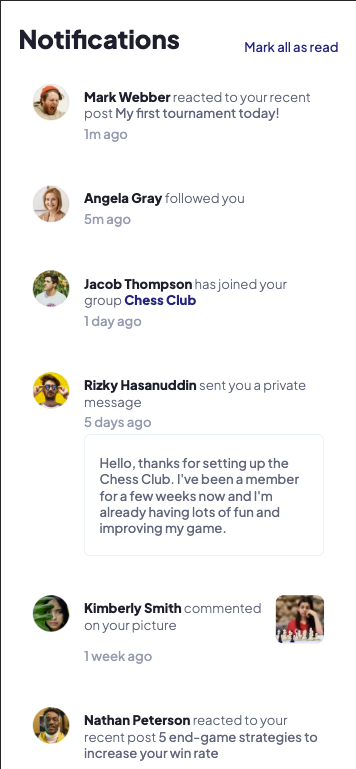 Notifications
Mark all as read
Mark Webber reacted to your recent
post My first tournament today!
1m ago
Angela Gray followed you
5m ago
Jacob Thompson has joined your
group Chess Club
1 day ago
Rizky Hasanuddin sent you a private
message
5 days ago
Hello, thanks for setting up the
Chess Club. I've been a member
for a few weeks now and I'm
already having lots of fun and
improving my game.
Kimberly Smith commented
on your picture
1 week ago
Nathan Peterson reacted to your
recent post 5 end-game strategies to
increase your win rate